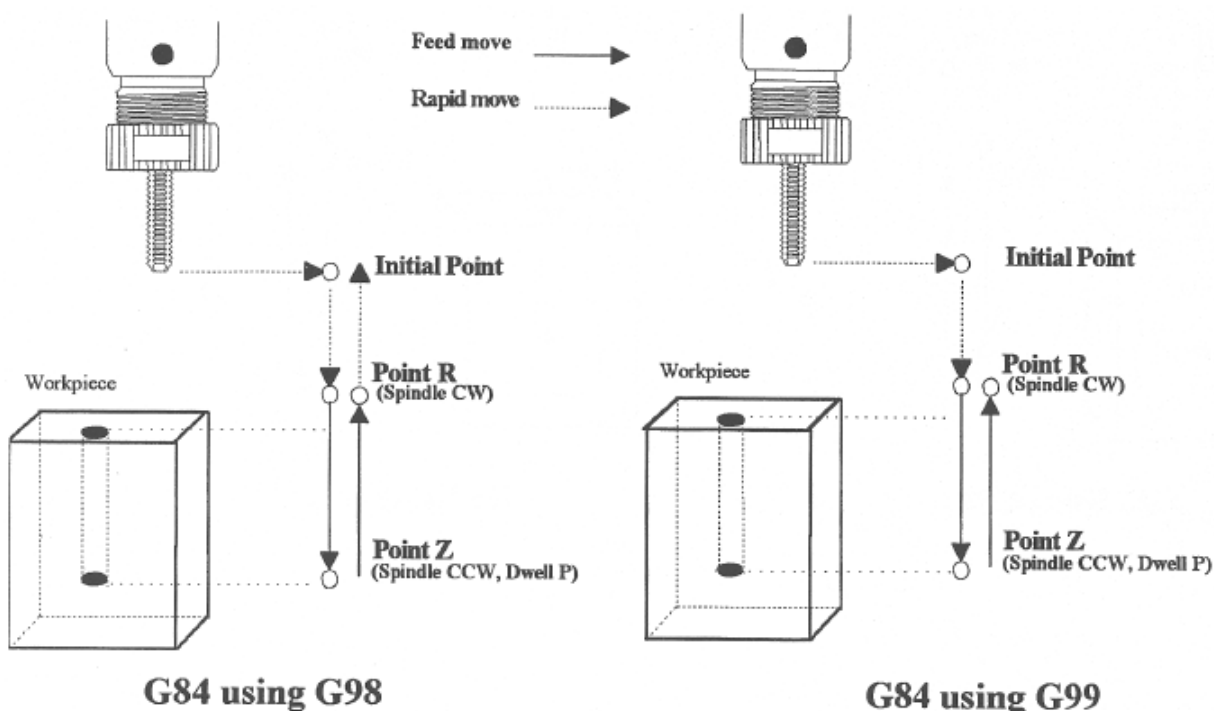 Feed move
Rapid move
Initial Point
Point R
(Spindle CW)
Workpiece
Point Z
(Spindle CCW, Dwell P)
G84 using G98
Initial Point
Point R
(Spindle CW)
Workpiece
Point Z
(Spindle CCW, Dwell P)
G84 using G99